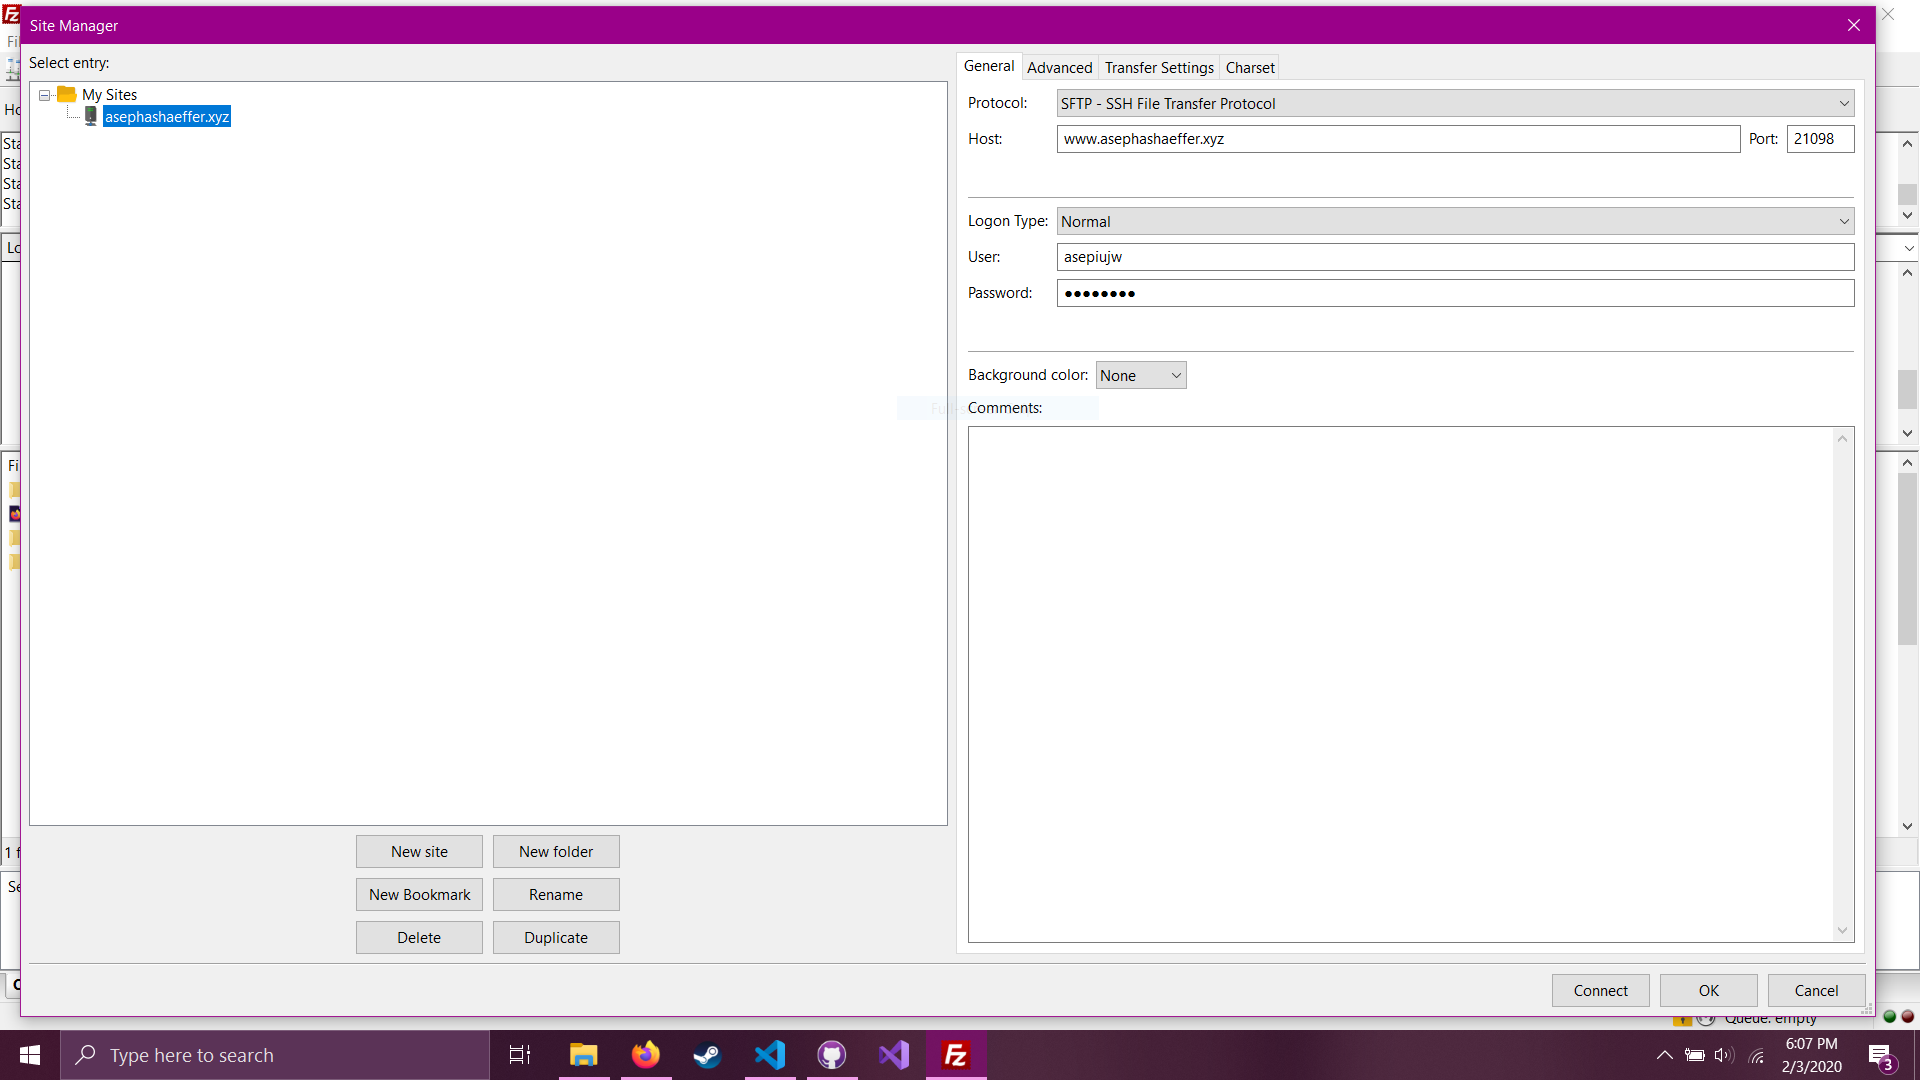 Site Manager
Select entry:
My Sites
asephashaeffer.xyz
General Advanced Transfer Settings Charset
Protocol: SFTP - SSH File Transfer Protocol
Host: www.asephashaeffer.xyz Port: 21098
Logon Type: Normal
User: asepiujw
Password: ●●●●●●●●
Background color: None
Comments:
New site New folder
New Bookmark Rename
Delete Duplicate
Connect OK Cancel
Queue: empty
Type here to search
6:07 PM
2/3/2020
3